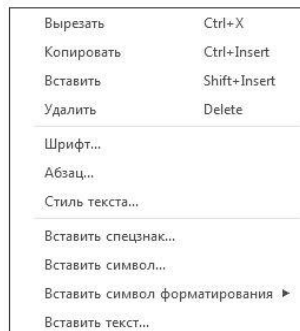 Вырезать Ctrl+X
Копировать Ctrl+Insert
Вставить Shift+Insert
Удалить Delete
Шрифт...
Абзац...
Стиль текста...
Вставить спецзнак...
Вставить символ...
Вставить символ форматирования ▶
Вставить текст...